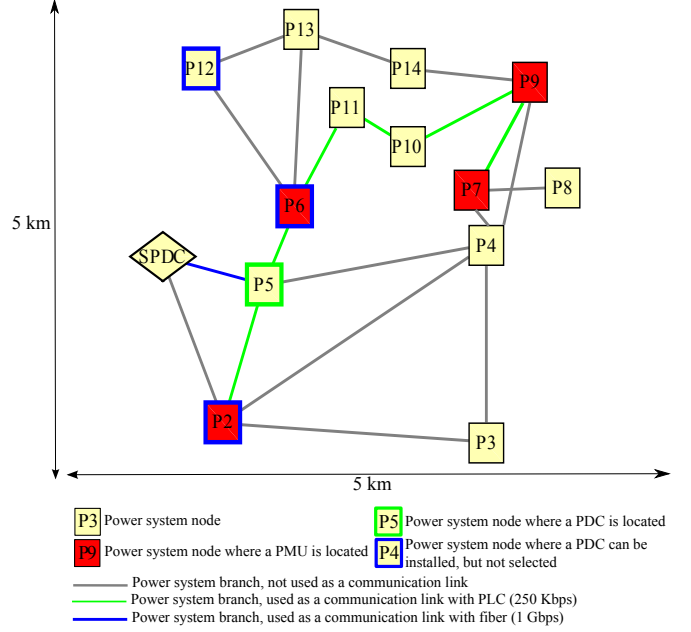 P13
P12
P14
P9
P11
P10
P7
P8
P6
5 km
P4
SPDC
P5
P2
P3
5 km
P3 Power system node
P5 Power system node where a PDC is located
P9 Power system node where a PMU is located
P4 Power system node where a PDC can be
installed, but not selected
Power system branch, not used as a communication link
Power system branch, used as a communication link with PLC (250 Kbps)
Power system branch, used as a communication link with fiber (1 Gbps)